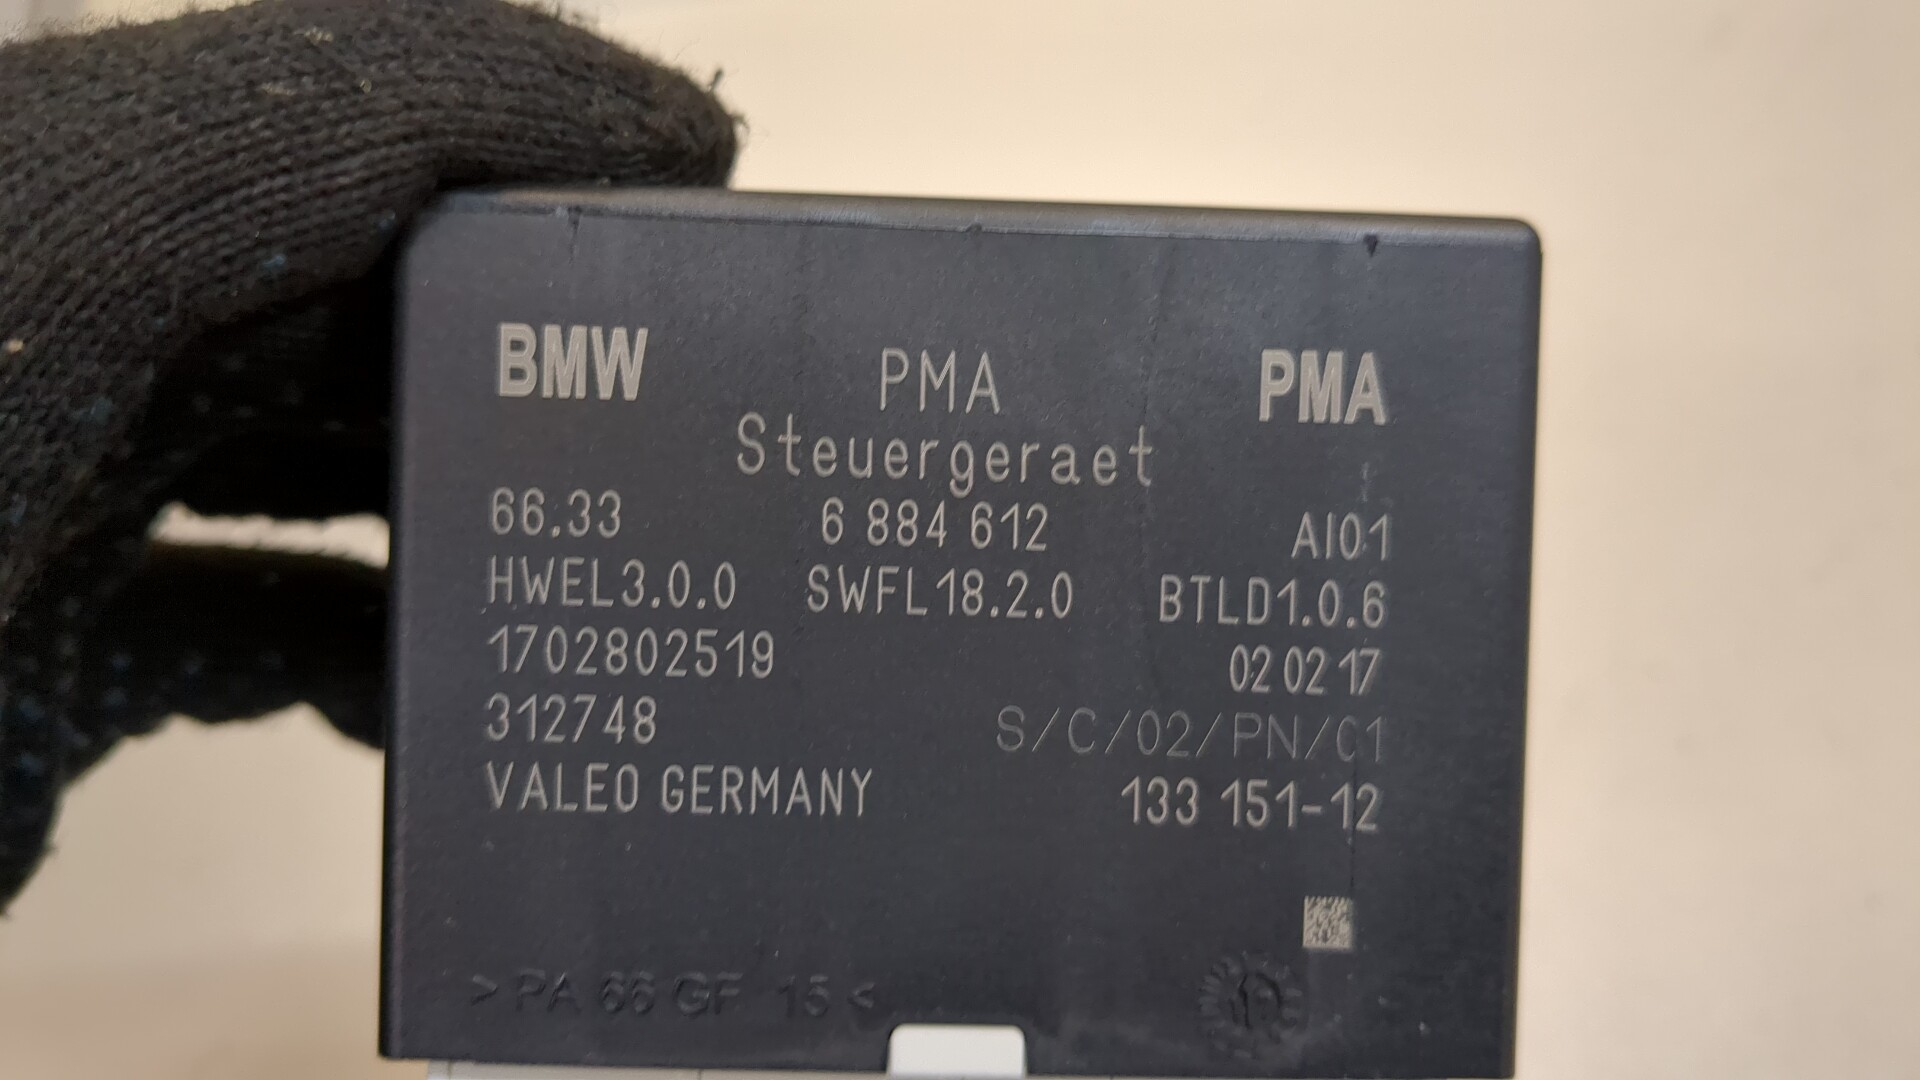 BMW PMA PMA
Steuergeraet
66.33 6 884 612 AI01
HWEL3.0.0 SWFL18.2.0 BTLD1.0.6
1702802519 02 02 17
312748 S/C/02/PN/01
VALEO GERMANY 133 151-12
>PA 66 GF 15<